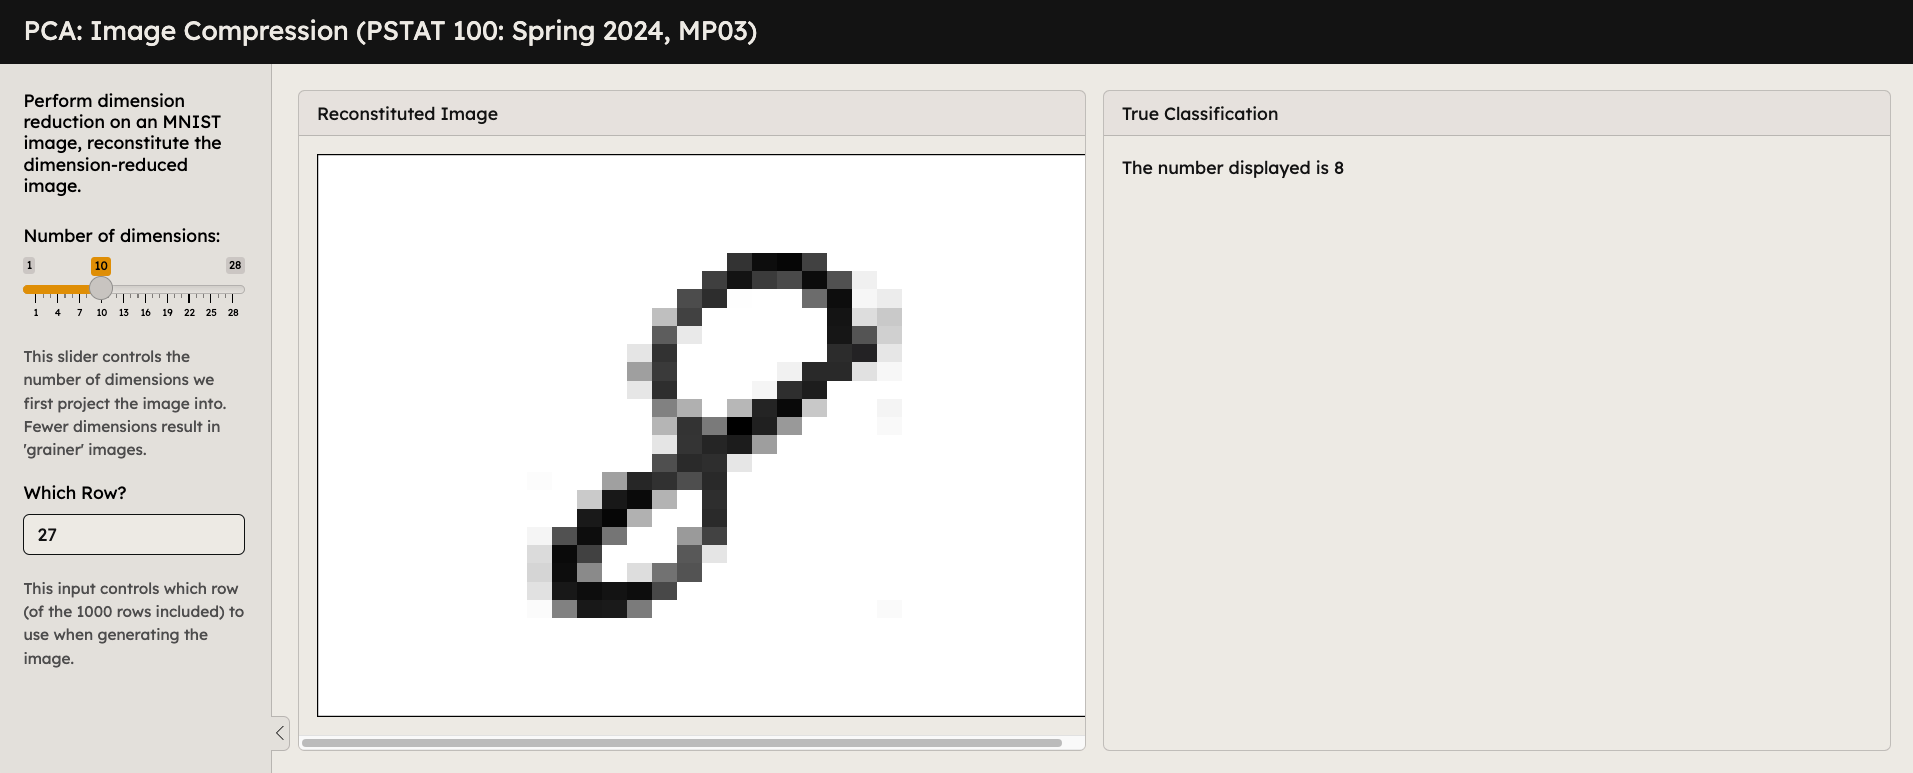 PCA: Image Compression (PSTAT 100: Spring 2024, MP03)
Perform dimension
reduction on an MNIST
image, reconstitute the
dimension-reduced
image.
Number of dimensions:
1 10 28
1 4 7 10 13 16 19 22 25 28
This slider controls the
number of dimensions we
first project the image into.
Fewer dimensions result in
'grainer' images.
Which Row?
27
This input controls which row
(of the 1000 rows included) to
use when generating the
image.
Reconstituted Image
8
True Classification
The number displayed is 8